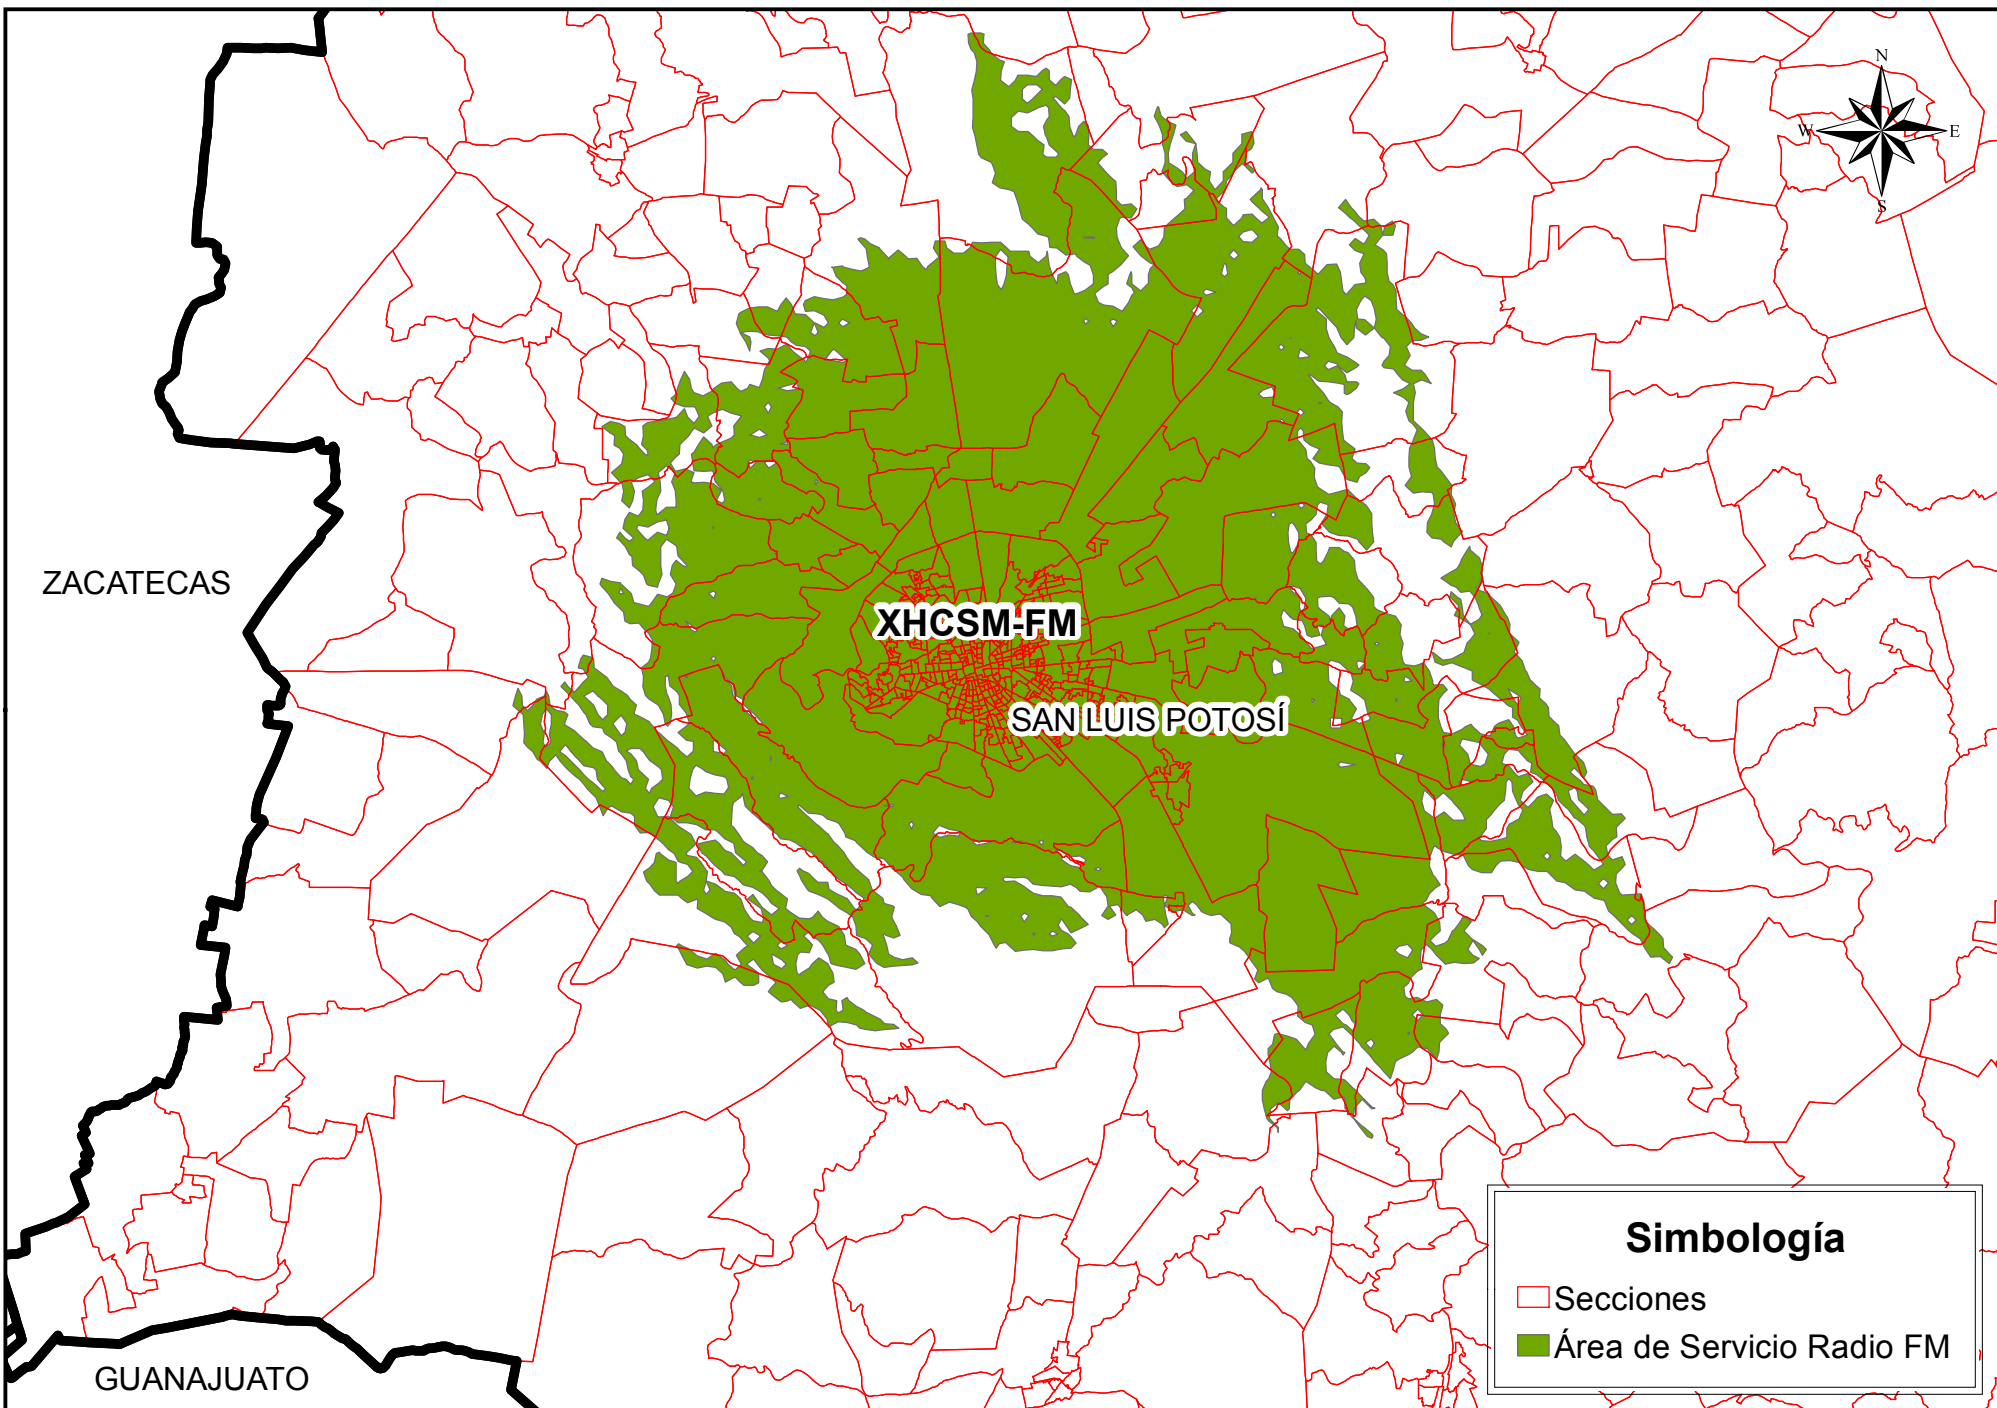 N
W E
S
ZACATECAS
XHCSM-FM
SAN LUIS POTOSÍ
GUANAJUATO
Simbología
Secciones
Área de Servicio Radio FM